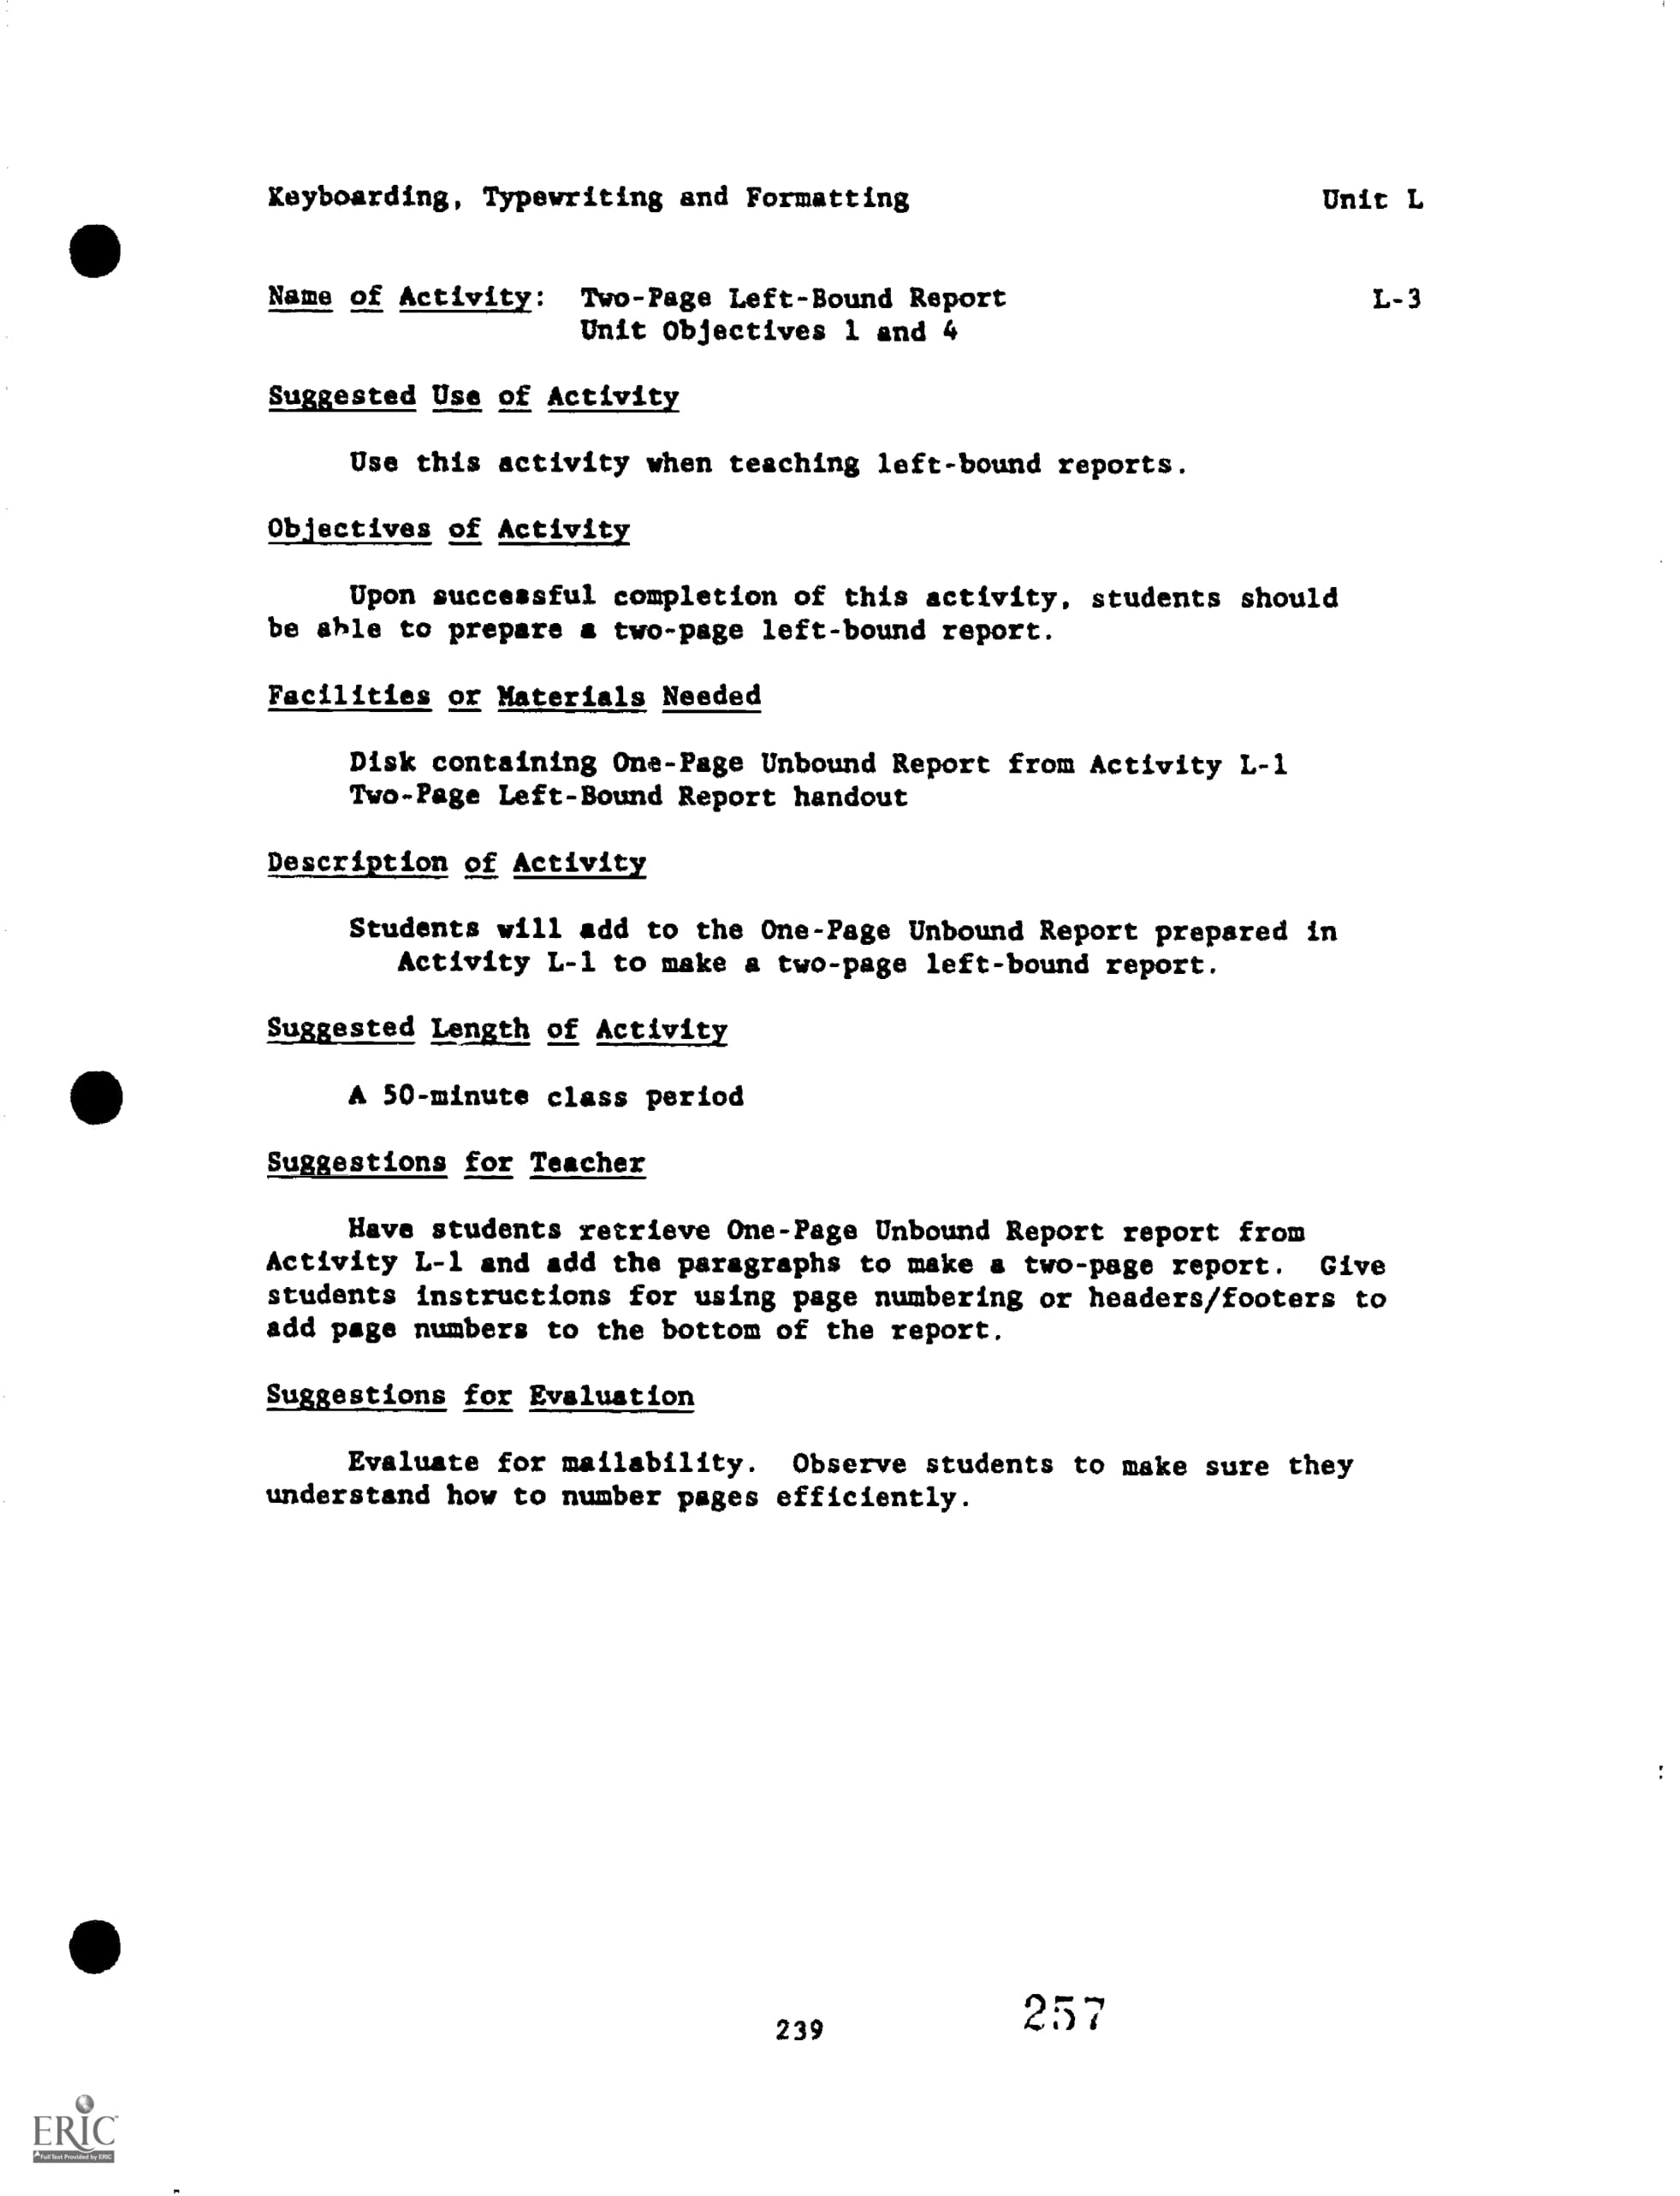 Keyboarding, Typewriting and Formatting Unit L
Name of Activity: Two-Page Left-Bound Report L-3
Unit Objectives 1 and 4
Suggested Use of Activity
Use this activity when teaching left-bound reports.
Objectives of Activity
Upon successful completion of this activity, students should
be able to prepare a two-page left-bound report.
Facilities or Materials Needed
Disk containing One-Page Unbound Report from Activity L-1
Two-Page Left-Bound Report handout
Description of Activity
Students will add to the One-Page Unbound Report prepared in
Activity L-1 to make a two-page left-bound report.
Suggested Length of Activity
A 50-minute class period
Suggestions for Teacher
Have students retrieve One-Page Unbound Report report from
Activity L-1 and add the paragraphs to make a two-page report. Give
students instructions for using page numbering or headers/footers to
add page numbers to the bottom of the report.
Suggestions for Evaluation
Evaluate for mailability. Observe students to make sure they
understand how to number pages efficiently.
239
257
ERIC
Full Text Provided by ERIC